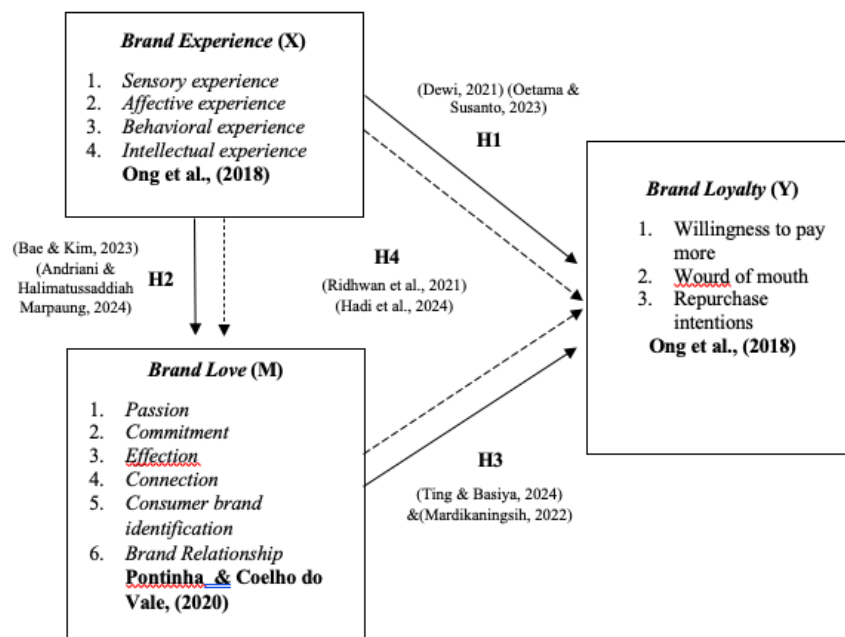 Brand Experience (X)
1. Sensory experience
2. Affective experience
3. Behavioral experience
4. Intellectual experience
Ong et al., (2018)
(Dewi, 2021) (Oetama &
Susanto, 2023)
H1
Brand Loyalty (Y)
1. Willingness to pay
more
2. Wourd of mouth
3. Repurchase
intentions
Ong et al., (2018)
(Bae & Kim, 2023)
(Andriani &
Halimatussaddiah
Marpaung, 2024)
H2
H4
(Ridhwan et al., 2021)
(Hadi et al., 2024)
Brand Love (M)
1. Passion
2. Commitment
3. Effection
4. Connection
5. Consumer brand
identification
6. Brand Relationship
Pontinha & Coelho do
Vale, (2020)
H3
(Ting & Basiya, 2024)
&(Mardikaningsih, 2022)